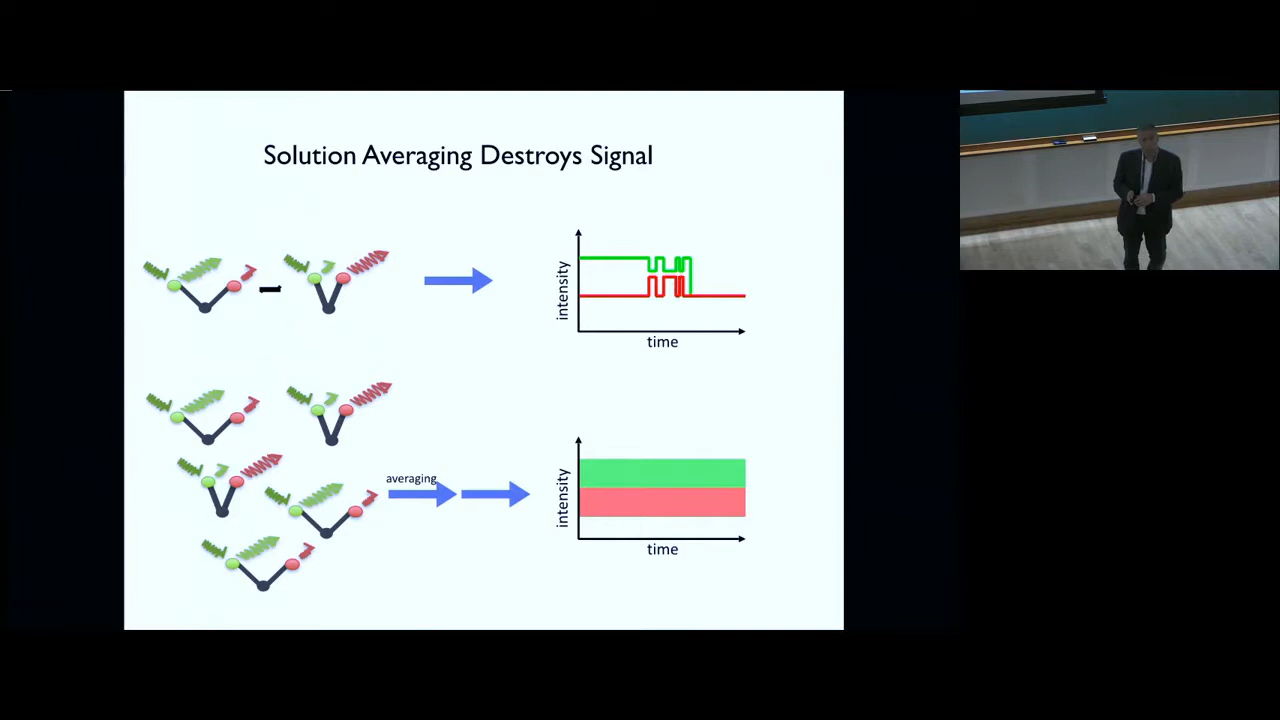 Solution Averaging Destroys Signal
intensity
time
averaging
intensity
time